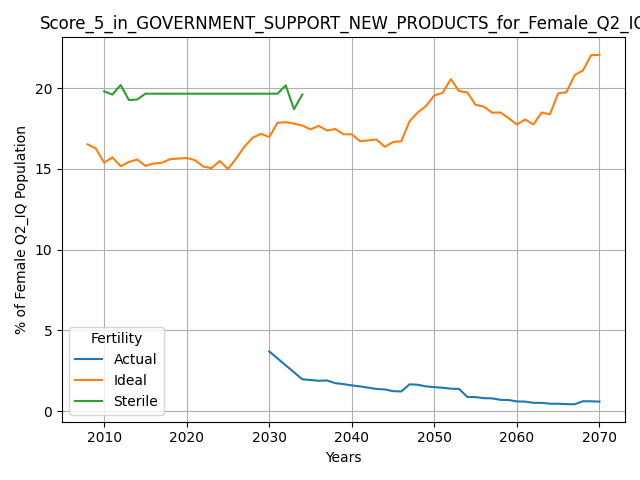 Score_5_in_GOVERNMENT_SUPPORT_NEW_PRODUCTS_for_Female_Q2_IQ
% of Female Q2_IQ Population
20
15
10
5
0
Fertility
Actual
Ideal
Sterile
2010 2020 2030 2040 2050 2060 2070
Years